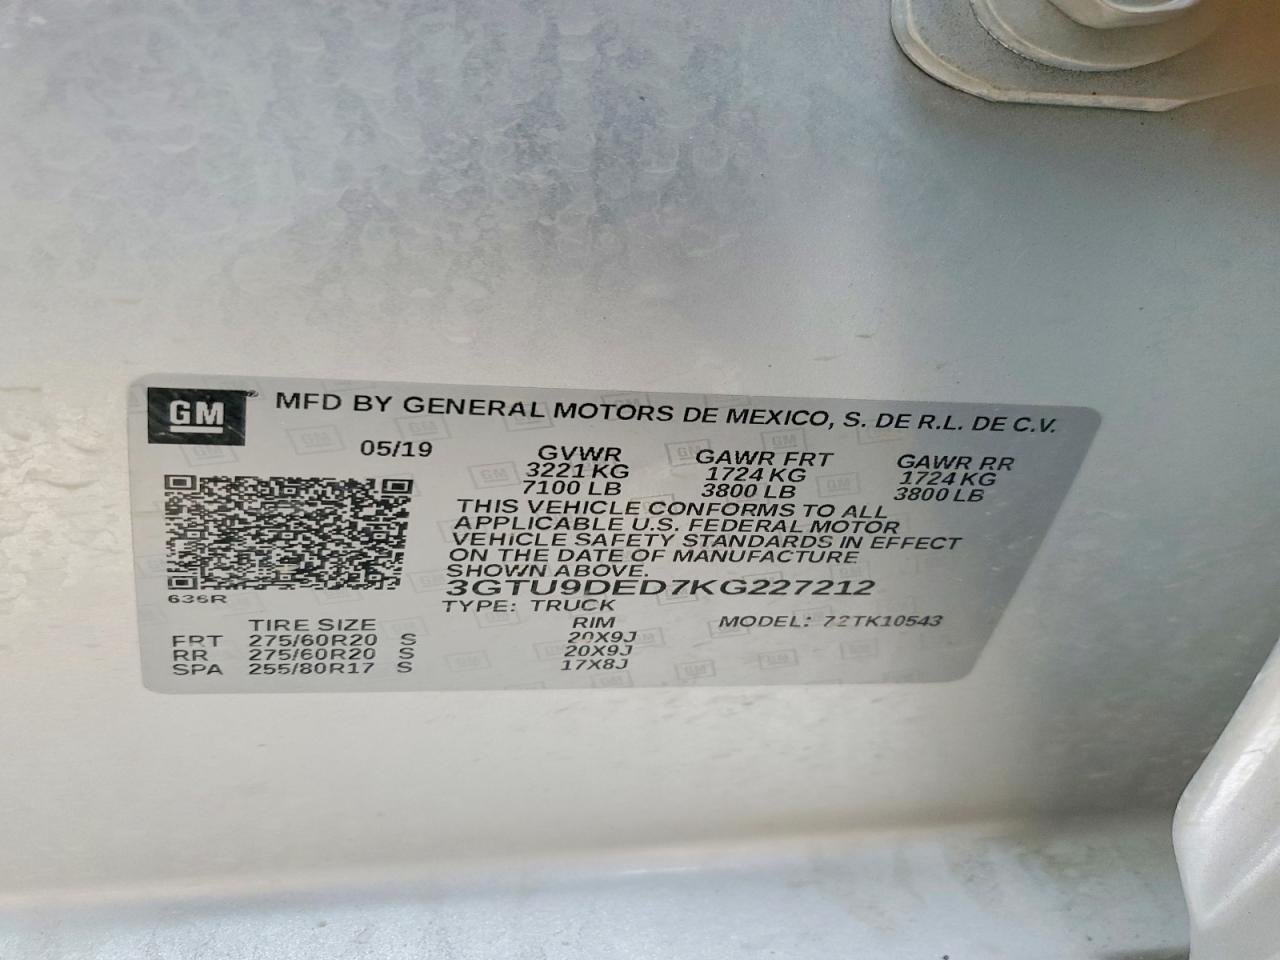 GM ® MFD BY GENERAL MOTORS DE MEXICO, S. DE R.L. DE C.V.
05/19 GVWR GAWR FRT GAWR RR
3221 KG 1724 KG 1724 KG
7100 LB 3800 LB 3800 LB
THIS VEHICLE CONFORMS TO ALL
APPLICABLE U.S. FEDERAL MOTOR
VEHICLE SAFETY STANDARDS IN EFFECT
ON THE DATE OF MANUFACTURE
SHOWN ABOVE.
3GTU9DED7KG227212
636R TYPE: TRUCK
TIRE SIZE RIM MODEL: 72TK10543
FRT 275/60R20 S 20X9J
RR 275/60R20 S 20X9J
SPA 255/80R17 S 17X8J